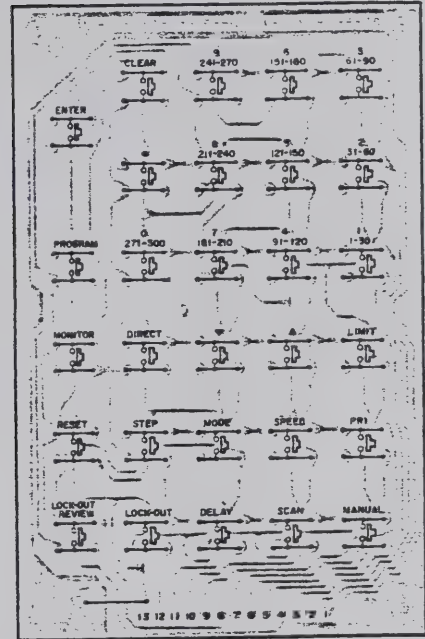 9 6 3
CLEAR 241-270 151-180 61-90
ENTER
8 5 2
211-240 121-150 31-60
0 7 4 1
PROGRAM 271-300 181-210 91-120 1-30
MONITOR DIRECT ▼ ▲ LIMIT
RESET STEP MODE SPEED PRI
LOCK-OUT REVIEW LOCK-OUT DELAY SCAN MANUAL
13 12 11 10 9 8 7 6 5 4 3 2 1